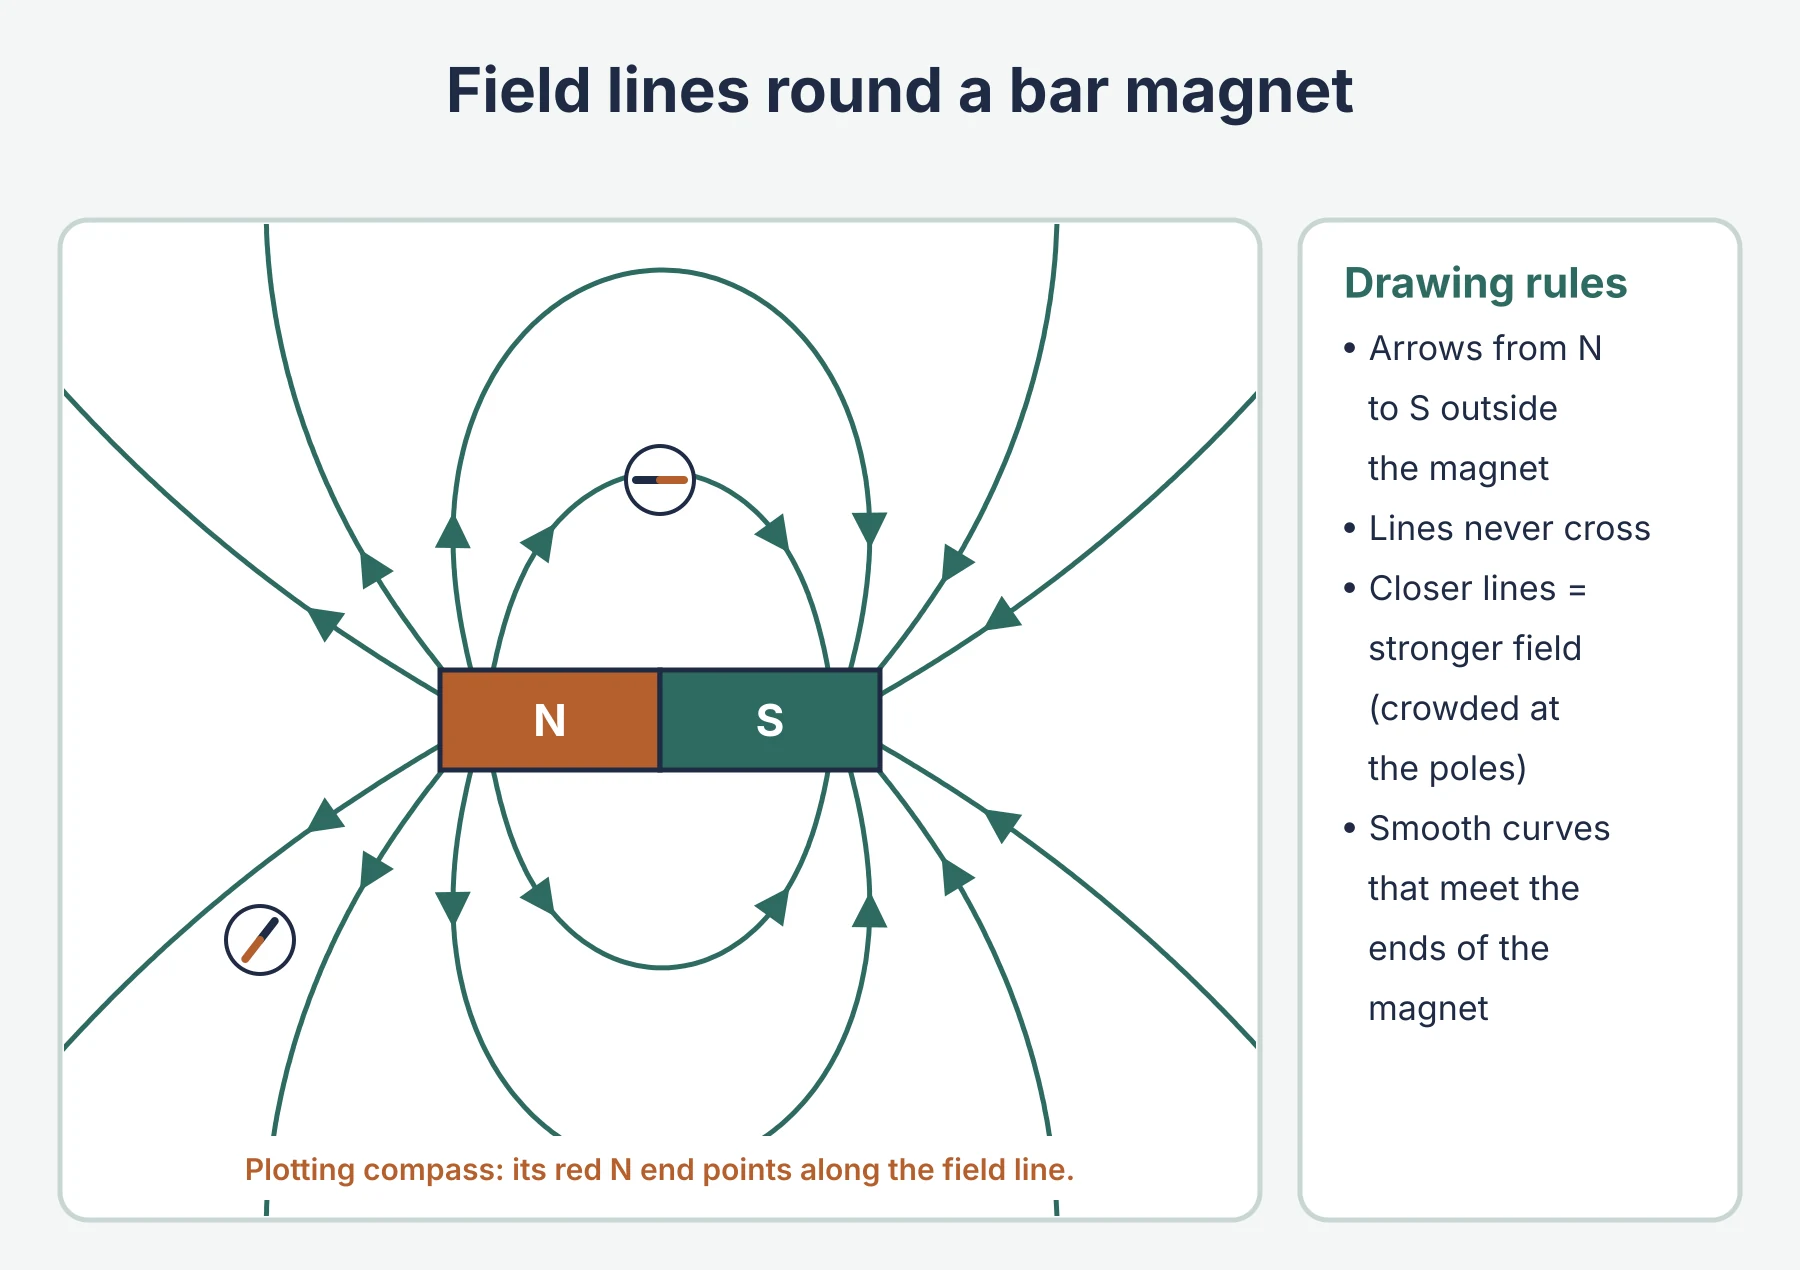 Field lines round a bar magnet
N
S
Plotting compass: its red N end points along the field line.
Drawing rules
• Arrows from N
to S outside
the magnet
• Lines never cross
• Closer lines =
stronger field
(crowded at
the poles)
• Smooth curves
that meet the
ends of the
magnet